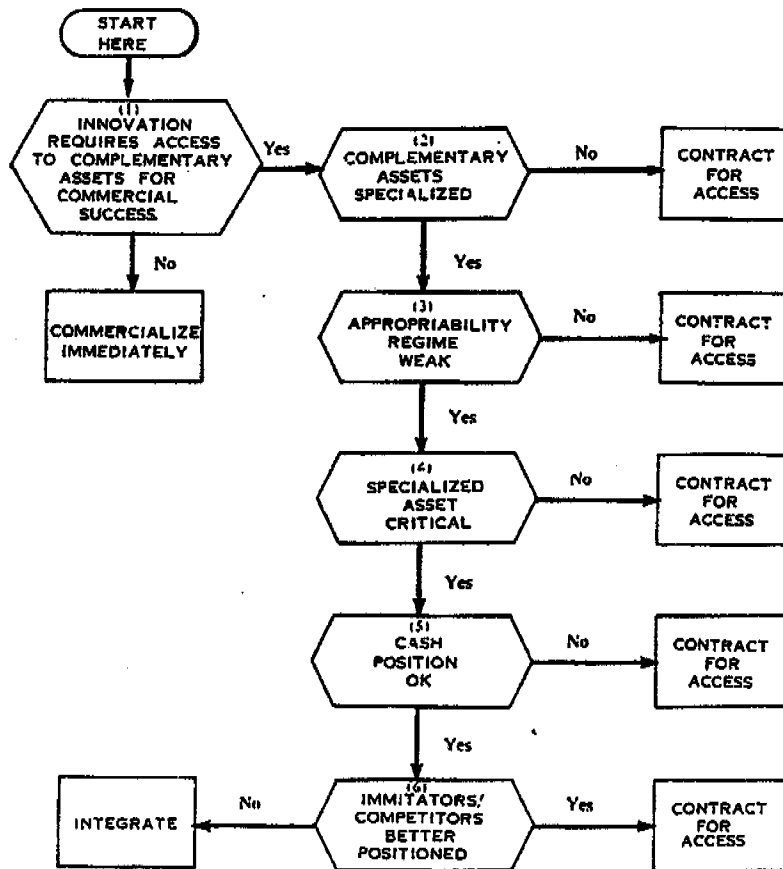 START
HERE
(1)
INNOVATION
REQUIRES ACCESS
TO COMPLEMENTARY
ASSETS FOR
COMMERCIAL
SUCCESS.
Yes
(2)
COMPLEMENTARY
ASSETS
SPECIALIZED
No
CONTRACT
FOR
ACCESS
No
COMMERCIALIZE
IMMEDIATELY
Yes
(3)
APPROPRIABILITY
REGIME
WEAK
No
CONTRACT
FOR
ACCESS
Yes
(4)
SPECIALIZED
ASSET
CRITICAL
No
CONTRACT
FOR
ACCESS
Yes
(5)
CASH
POSITION
OK
No
CONTRACT
FOR
ACCESS
Yes
(6)
IMMITATORS/
COMPETITORS
BETTER
POSITIONED
No
INTEGRATE
Yes
CONTRACT
FOR
ACCESS